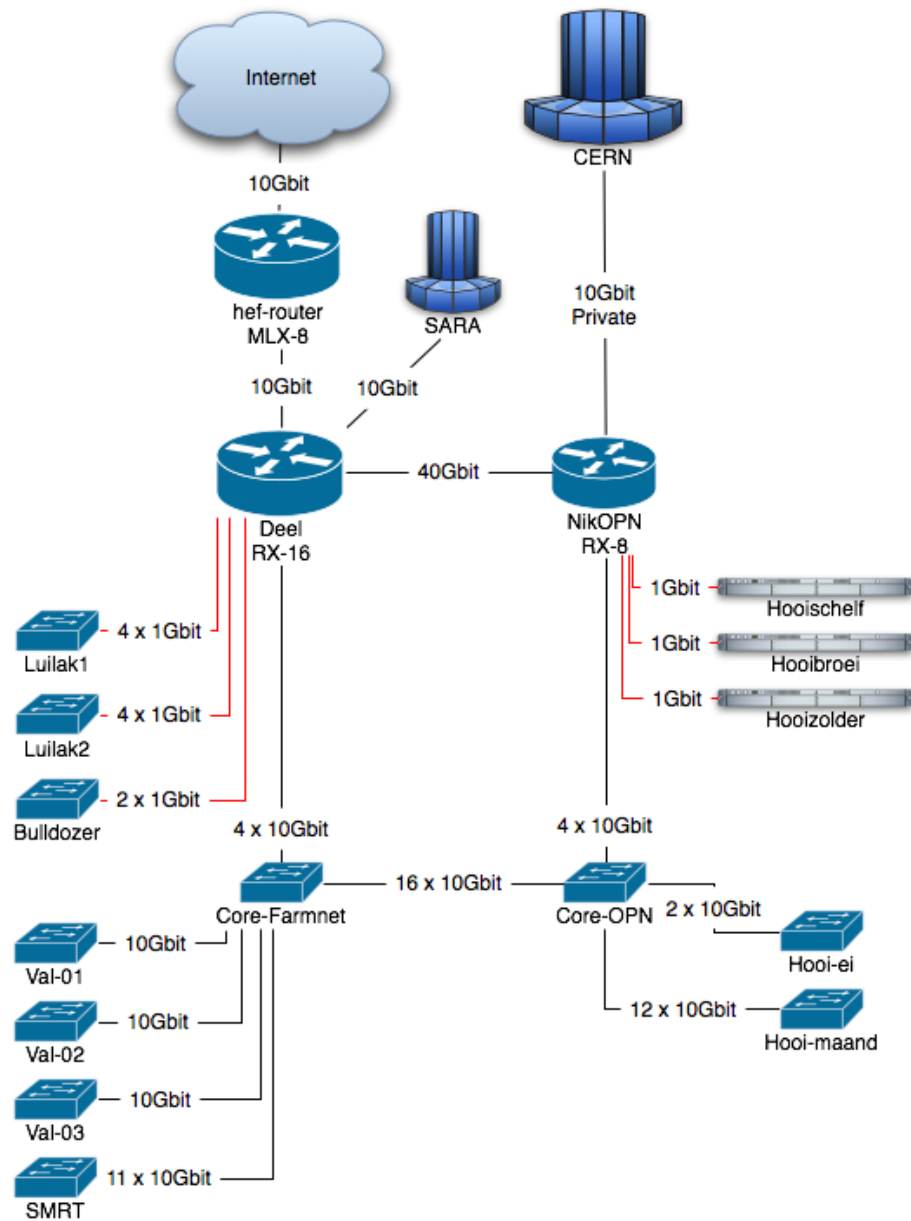 Internet
CERN
10Gbit
hef-router
MLX-8
SARA
10Gbit
Private
10Gbit
10Gbit
40Gbit
Deel
RX-16
NikOPN
RX-8
1Gbit
Hooischelf
4 x 1Gbit
Luilak1
1Gbit
Hooibroei
1Gbit
Hooizolder
4 x 1Gbit
Luilak2
2 x 1Gbit
Bulldozer
4 x 10Gbit
4 x 10Gbit
16 x 10Gbit
Core-Farmnet
Core-OPN
2 x 10Gbit
Hooi-ei
10Gbit
Val-01
12 x 10Gbit
Hooi-maand
10Gbit
Val-02
10Gbit
Val-03
11 x 10Gbit
SMRT